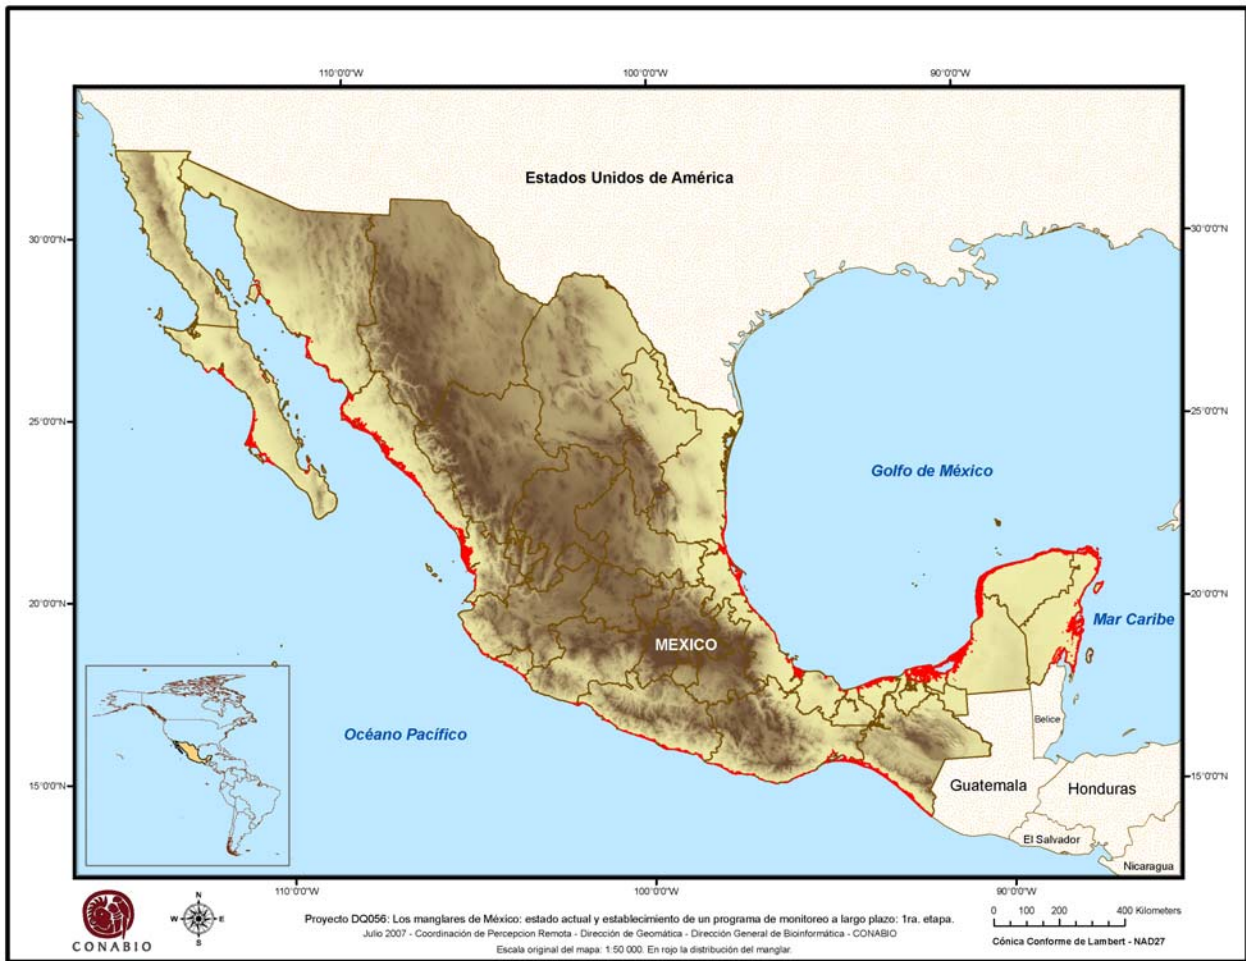 110°0'0"W 100°0'0"W 90°0'0"W
Estados Unidos de América
30°0'0"N 30°0'0"N
25°0'0"N 25°0'0"N
Golfo de México
20°0'0"N 20°0'0"N
Mar Caribe
MEXICO
Océano Pacífico
Belice
15°0'0"N 15°0'0"N
Guatemala Honduras
El Salvador
Nicaragua
110°0'0"W 100°0'0"W 90°0'0"W
CONABIO
N
W E
S
Proyecto DQ056: Los manglares de México: estado actual y establecimiento de un programa de monitoreo a largo plazo: 1ra. etapa.
Julio 2007 - Coordinación de Percepcion Remota - Dirección de Geomática - Dirección General de Bioinformática - CONABIO
Escala original del mapa: 1:50 000. En rojo la distribución del manglar.
0 100 200 400 Kilometers
Cónica Conforme de Lambert - NAD27